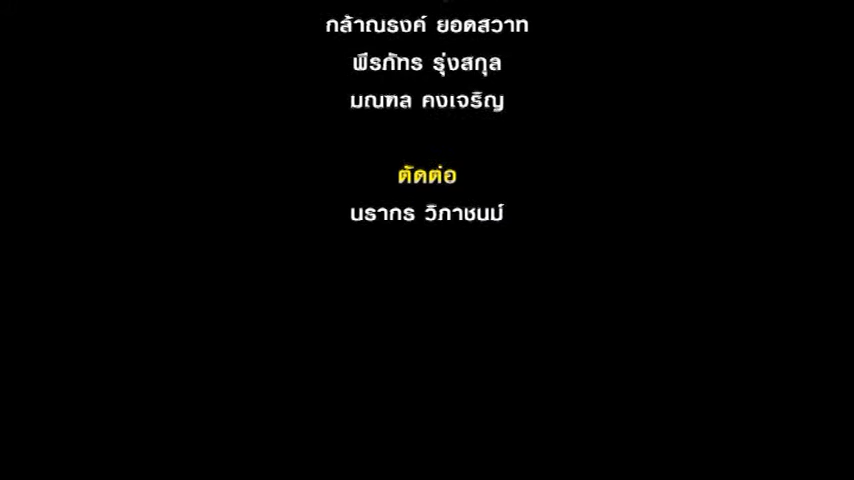 กล้าณรงค์ ยอดสวาท
พีรภัทร รุ่งสกุล
มณฑล คงเจริญ
ตัดต่อ
นรากร วิภาชนม์